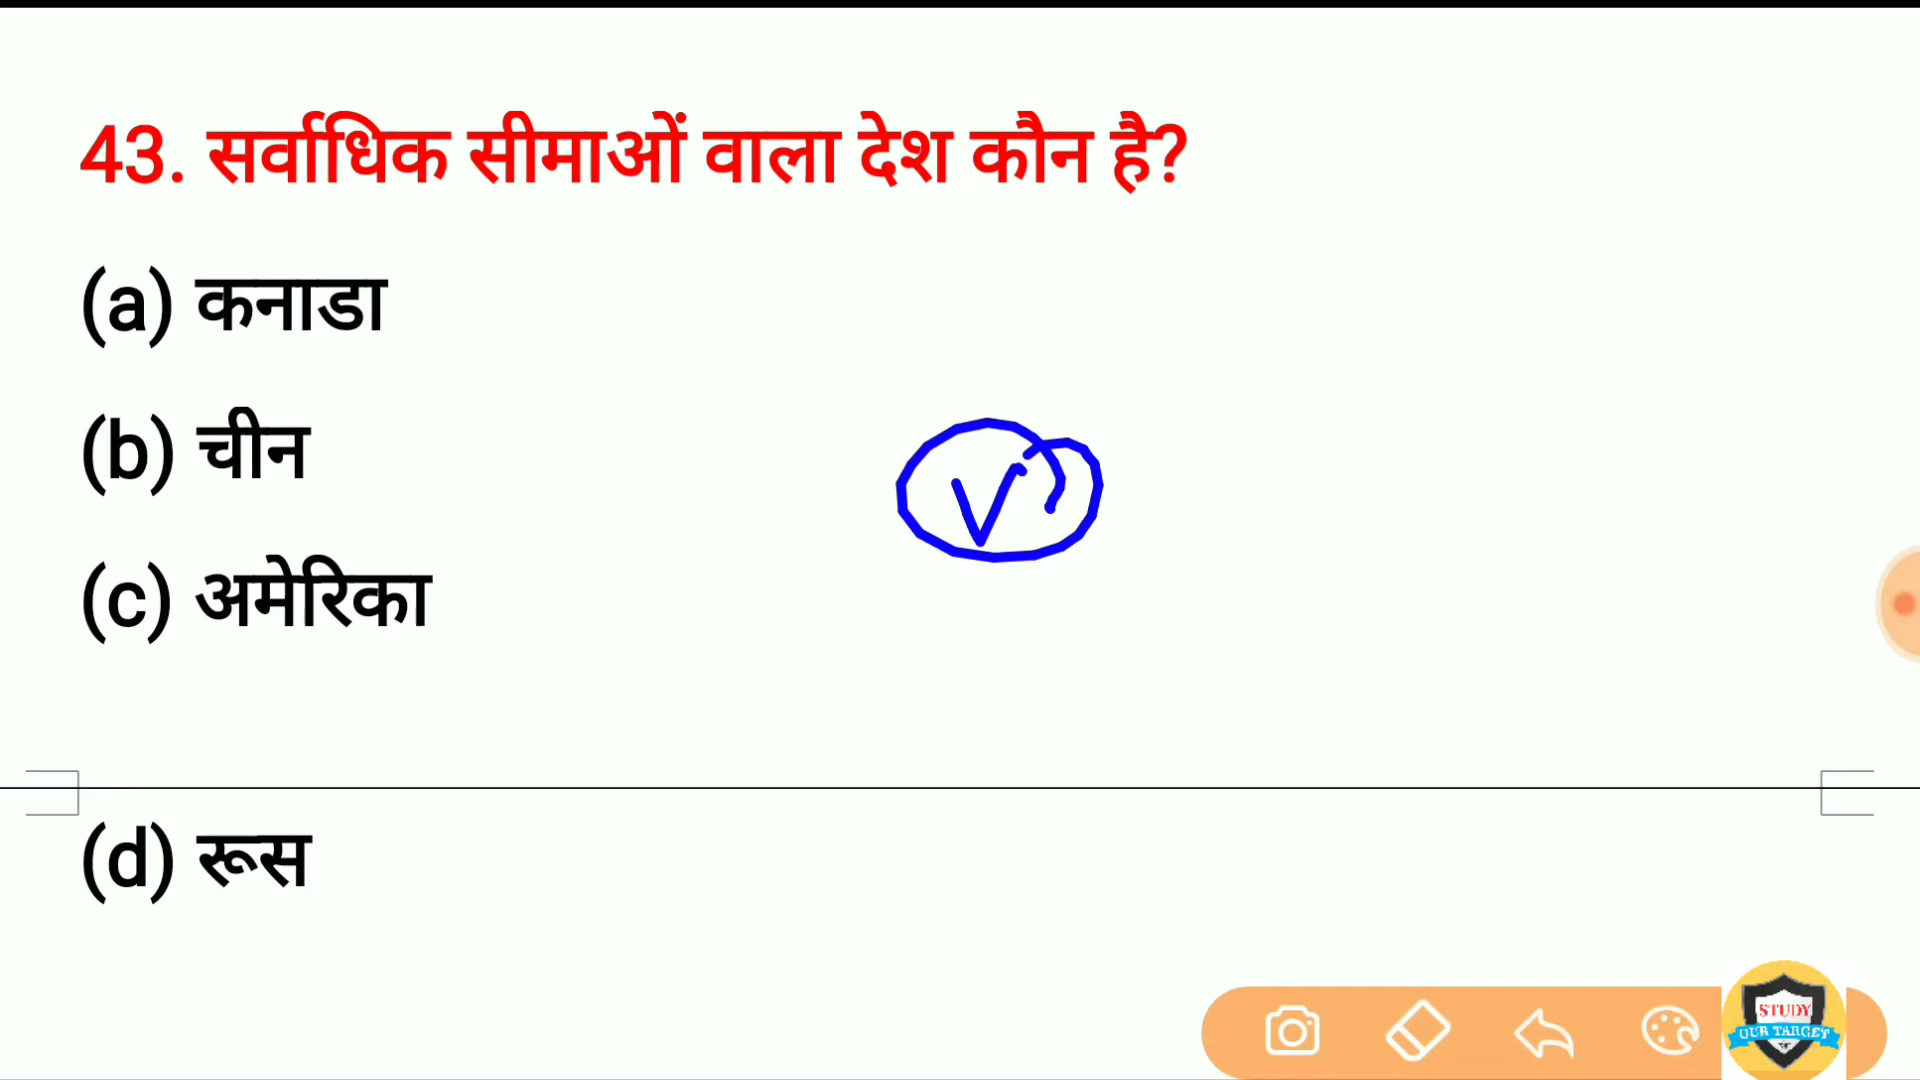 43. सर्वाधिक सीमाओं वाला देश कौन है?
(a) कनाडा
(b) चीन
(c) अमेरिका
(d) रूस
STUDY
OUR TARGET